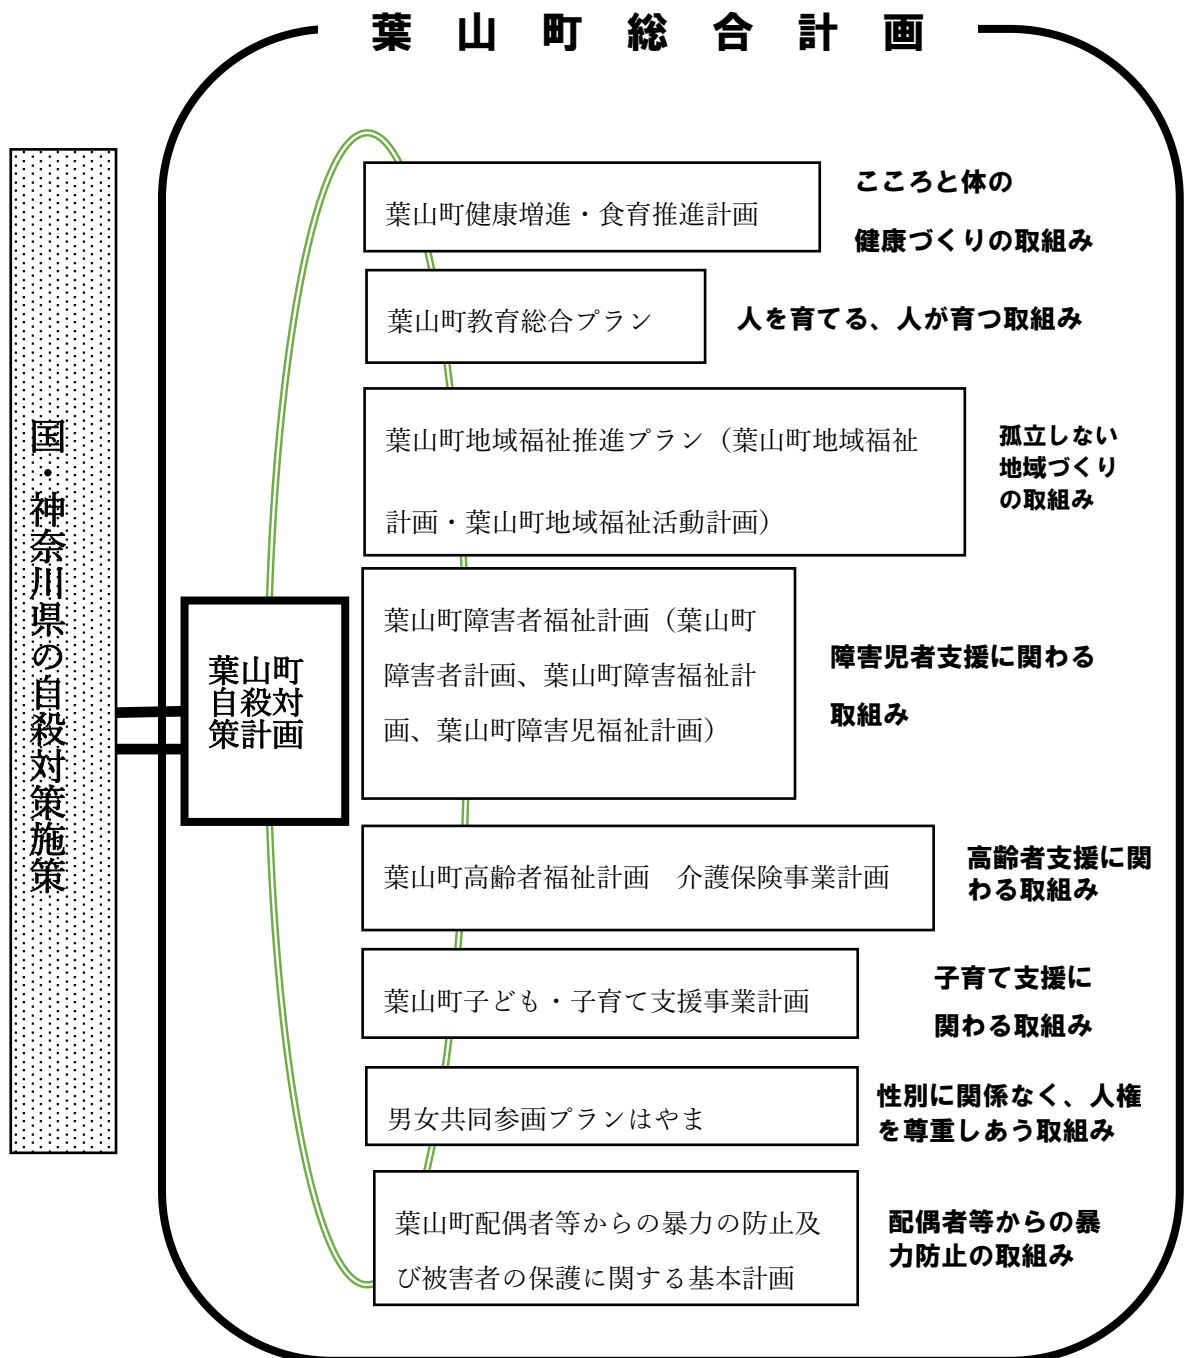 葉山町総合計画
国・神奈川県の自殺対策施策
葉山町
自殺対
策計画
葉山町健康増進・食育推進計画
こころと体の
健康づくりの取組み
葉山町教育総合プラン
人を育てる、人が育つ取組み
葉山町地域福祉推進プラン（葉山町地域福祉
計画・葉山町地域福祉活動計画）
孤立しない
地域づくり
の取組み
葉山町障害者福祉計画（葉山町
障害者計画、葉山町障害福祉計
画、葉山町障害児福祉計画）
障害児者支援に関わる
取組み
葉山町高齢者福祉計画　介護保険事業計画
高齢者支援に関
わる取組み
葉山町子ども・子育て支援事業計画
子育て支援に
関わる取組み
男女共同参画プランはやま
性別に関係なく、人権
を尊重しあう取組み
葉山町配偶者等からの暴力の防止及
び被害者の保護に関する基本計画
配偶者等からの暴
力防止の取組み